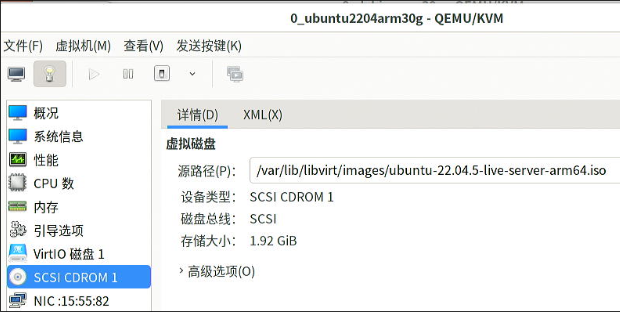 0_ubuntu2204arm30g - QEMU/KVM
文件(F) 虚拟机(M) 查看(V) 发送按键(K)
概况
系统信息
性能
CPU 数
内存
引导选项
VirtIO 磁盘 1
SCSI CDROM 1
NIC :15:55:82
详情(D) XML(X)
虚拟磁盘
源路径(P): /var/lib/libvirt/images/ubuntu-22.04.5-live-server-arm64.iso
设备类型: SCSI CDROM 1
磁盘总线: SCSI
存储大小: 1.92 GiB
高级选项(O)